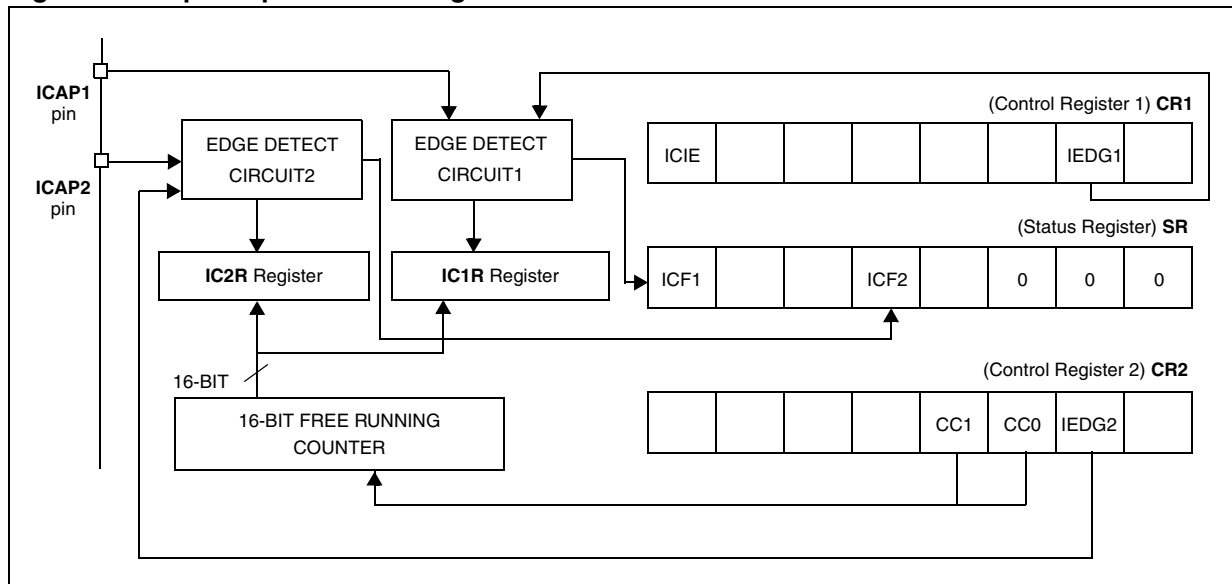 ICAP1
pin
ICAP2
pin
EDGE DETECT
CIRCUIT2
EDGE DETECT
CIRCUIT1
IC2R Register
IC1R Register
16-BIT
16-BIT FREE RUNNING
COUNTER
(Control Register 1) CR1
ICIE IEDG1
(Status Register) SR
ICF1 ICF2 0 0 0
(Control Register 2) CR2
CC1 CC0 IEDG2